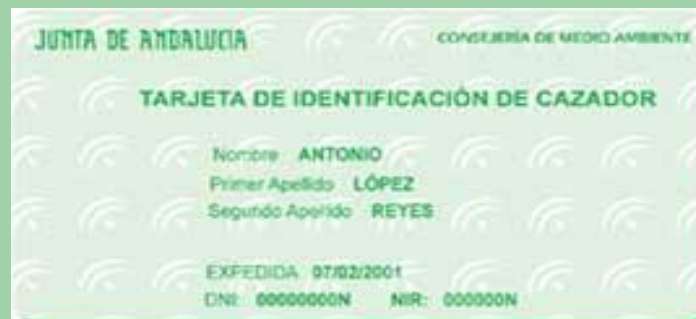 JUNTA DE ANDALUCIA CONSEJERÍA DE MEDIO AMBIENTE
TARJETA DE IDENTIFICACIÓN DE CAZADOR
Nombre ANTONIO
Primer Apellido LÓPEZ
Segundo Apellido REYES
EXPEDIDA 07/02/2001
DNI: 00000000N NIR: 000000N